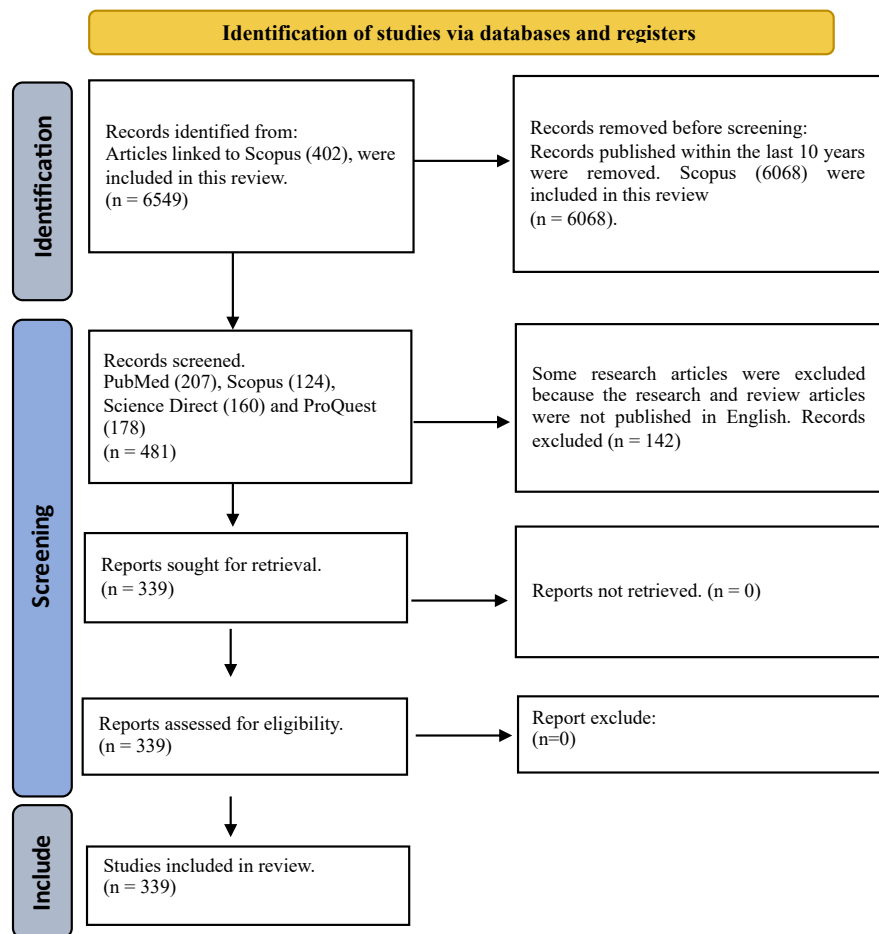 Identification of studies via databases and registers
Identification
Records identified from:
Articles linked to Scopus (402), were
included in this review.
(n = 6549)
Records removed before screening:
Records published within the last 10 years
were removed. Scopus (6068) were
included in this review
(n = 6068).
Screening
Records screened.
PubMed (207), Scopus (124),
Science Direct (160) and ProQuest
(178)
(n = 481)
Some research articles were excluded
because the research and review articles
were not published in English. Records
excluded (n = 142)
Reports sought for retrieval.
(n = 339)
Reports not retrieved. (n = 0)
Reports assessed for eligibility.
(n = 339)
Report exclude:
(n=0)
Include
Studies included in review.
(n = 339)